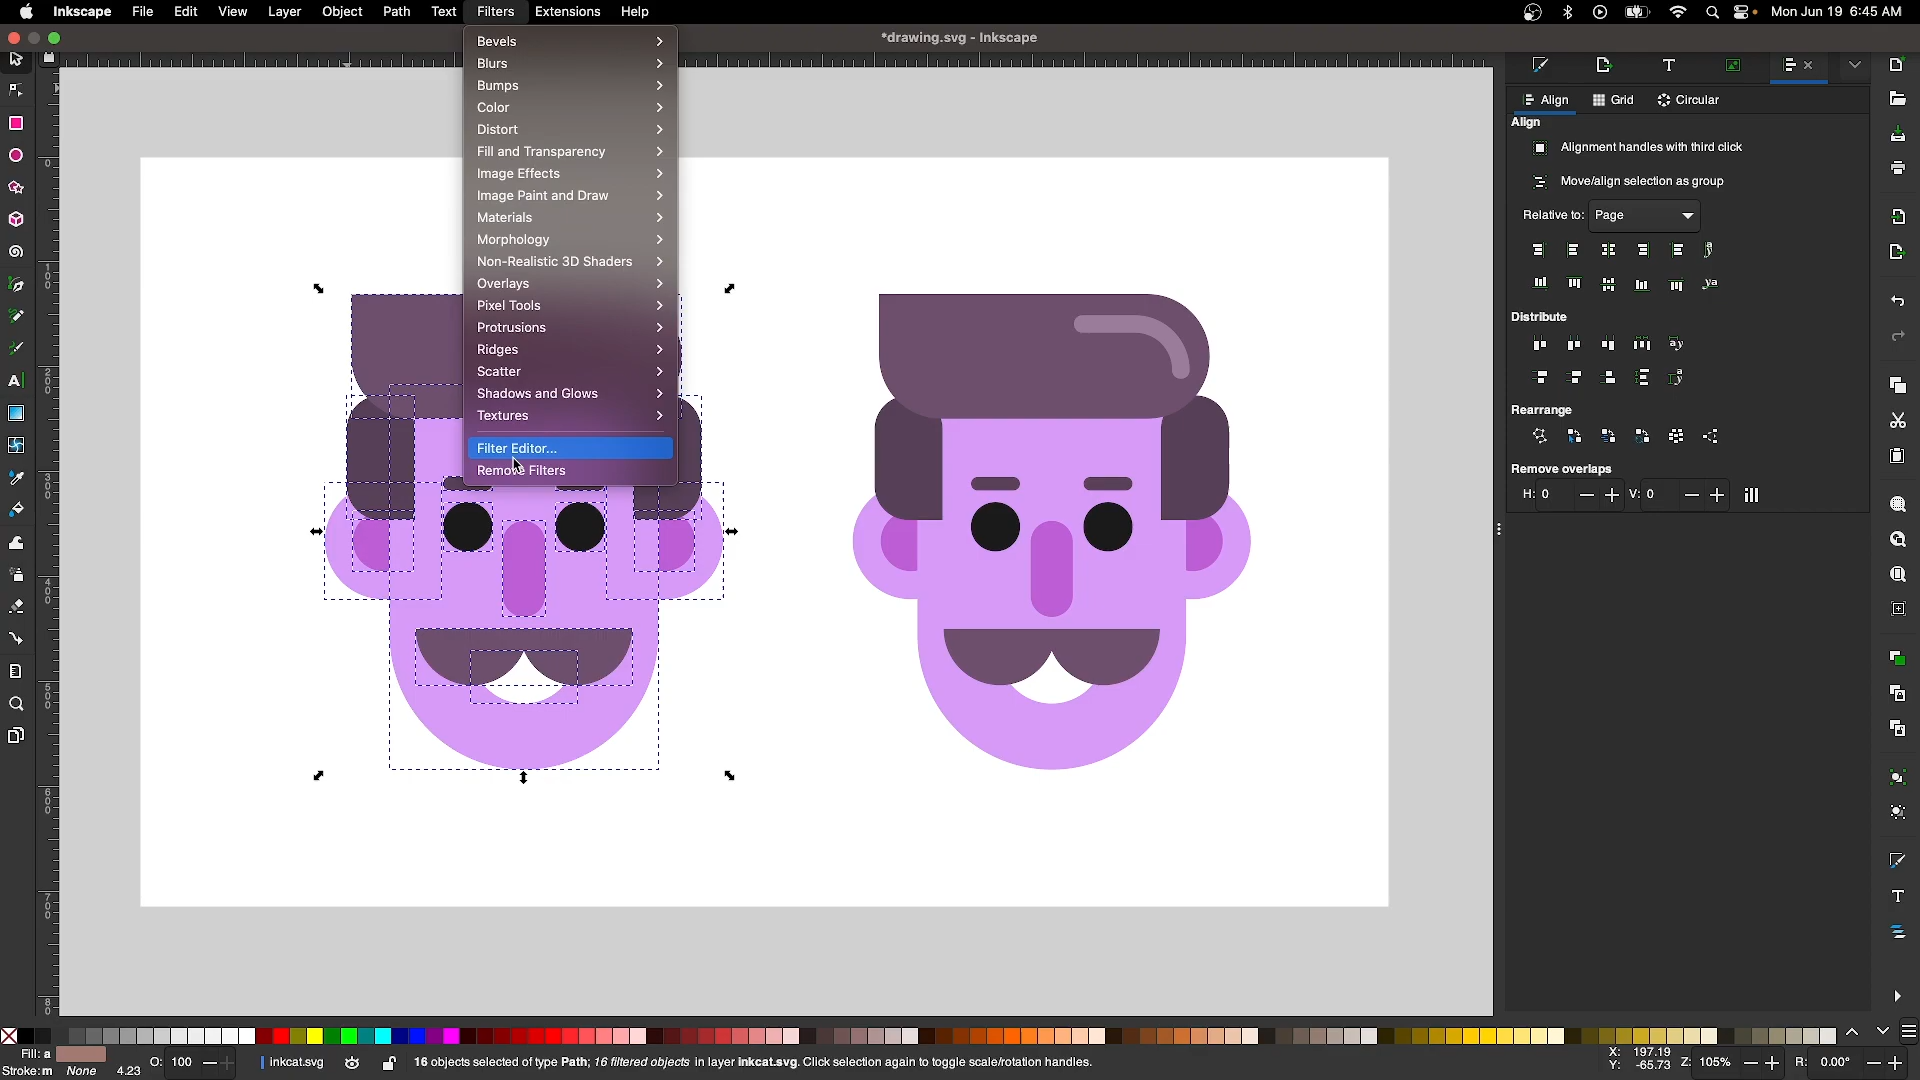 Inkscape File Edit View Layer Object Path Text Filters Extensions Help Mon Jun 19 6:45 AM
*drawing.svg - Inkscape
Bevels
Blurs
Bumps
Color
Distort
Fill and Transparency
Image Effects
Image Paint and Draw
Materials
Morphology
Non-Realistic 3D Shaders
Overlays
Pixel Tools
Protrusions
Ridges
Scatter
Shadows and Glows
Textures
Filter Editor...
Remove Filters
Align Grid Circular
Align
Alignment handles with third click
Move/align selection as group
Relative to: Page
Distribute
Rearrange
Remove overlaps
H: 0 V: 0
Fill: a
Stroke: m None 4.23 O: 100 inkcat.svg 16 objects selected of type Path; 16 filtered objects in layer inkcat.svg. Click selection again to toggle scale/rotation handles.
X: 197.19
Y: -65.73 Z: 105% R: 0.00°